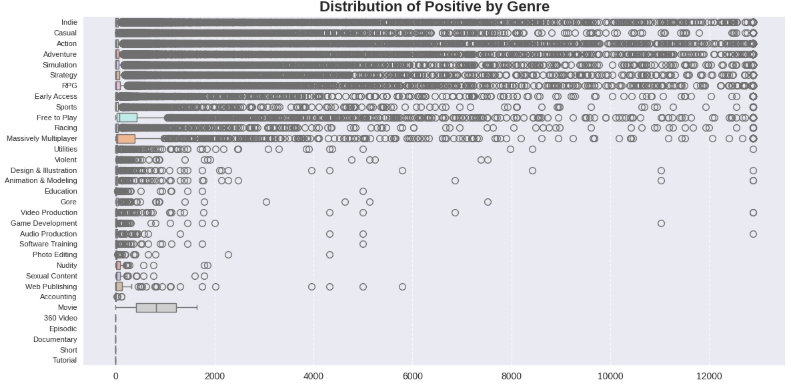 Distribution of Positive by Genre
Indie
Casual
Action
Adventure
Simulation
Strategy
RPG
Early Access
Sports
Free to Play
Racing
Massively Multiplayer
Utilities
Violent
Design & Illustration
Animation & Modeling
Education
Gore
Video Production
Game Development
Audio Production
Software Training
Photo Editing
Nudity
Sexual Content
Web Publishing
Accounting
Movie
360 Video
Episodic
Documentary
Short
Tutorial
0 2000 4000 6000 8000 10000 12000